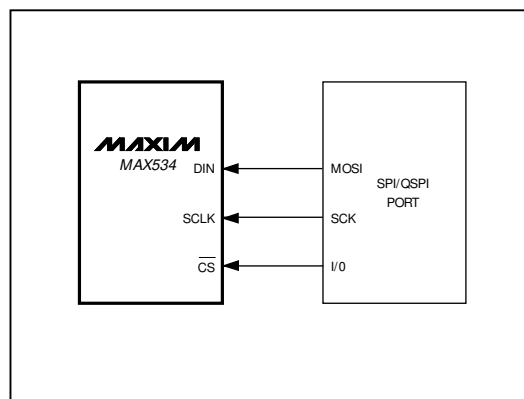 MAXIM
MAX534
DIN
SCLK
CS
MOSI
SCK
I/0
SPI/QSPI
PORT